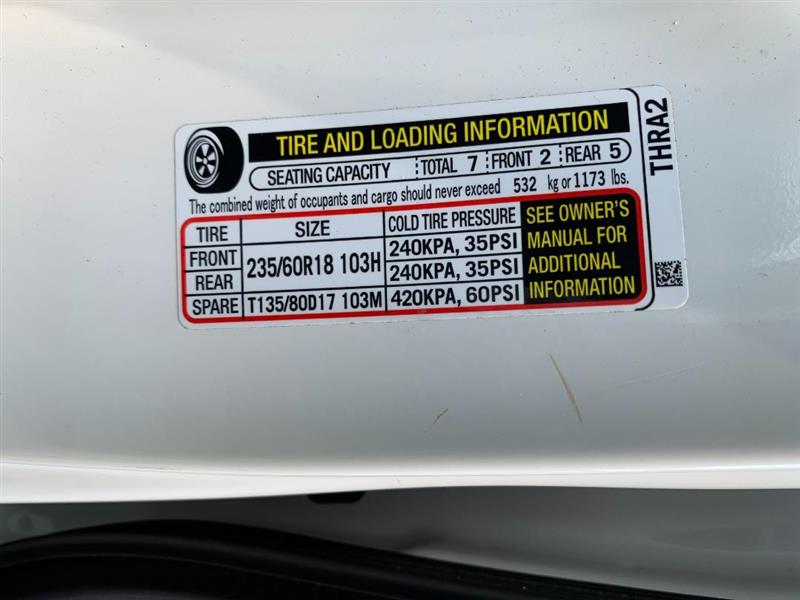 TIRE AND LOADING INFORMATION
SEATING CAPACITY TOTAL 7 FRONT 2 REAR 5
The combined weight of occupants and cargo should never exceed 532 kg or 1173 lbs.
TIRE SIZE COLD TIRE PRESSURE
FRONT 235/60R18 103H 240KPA, 35PSI
REAR 240KPA, 35PSI
SPARE T135/80D17 103M 420KPA, 60PSI
SEE OWNER'S
MANUAL FOR
ADDITIONAL
INFORMATION
THRA2